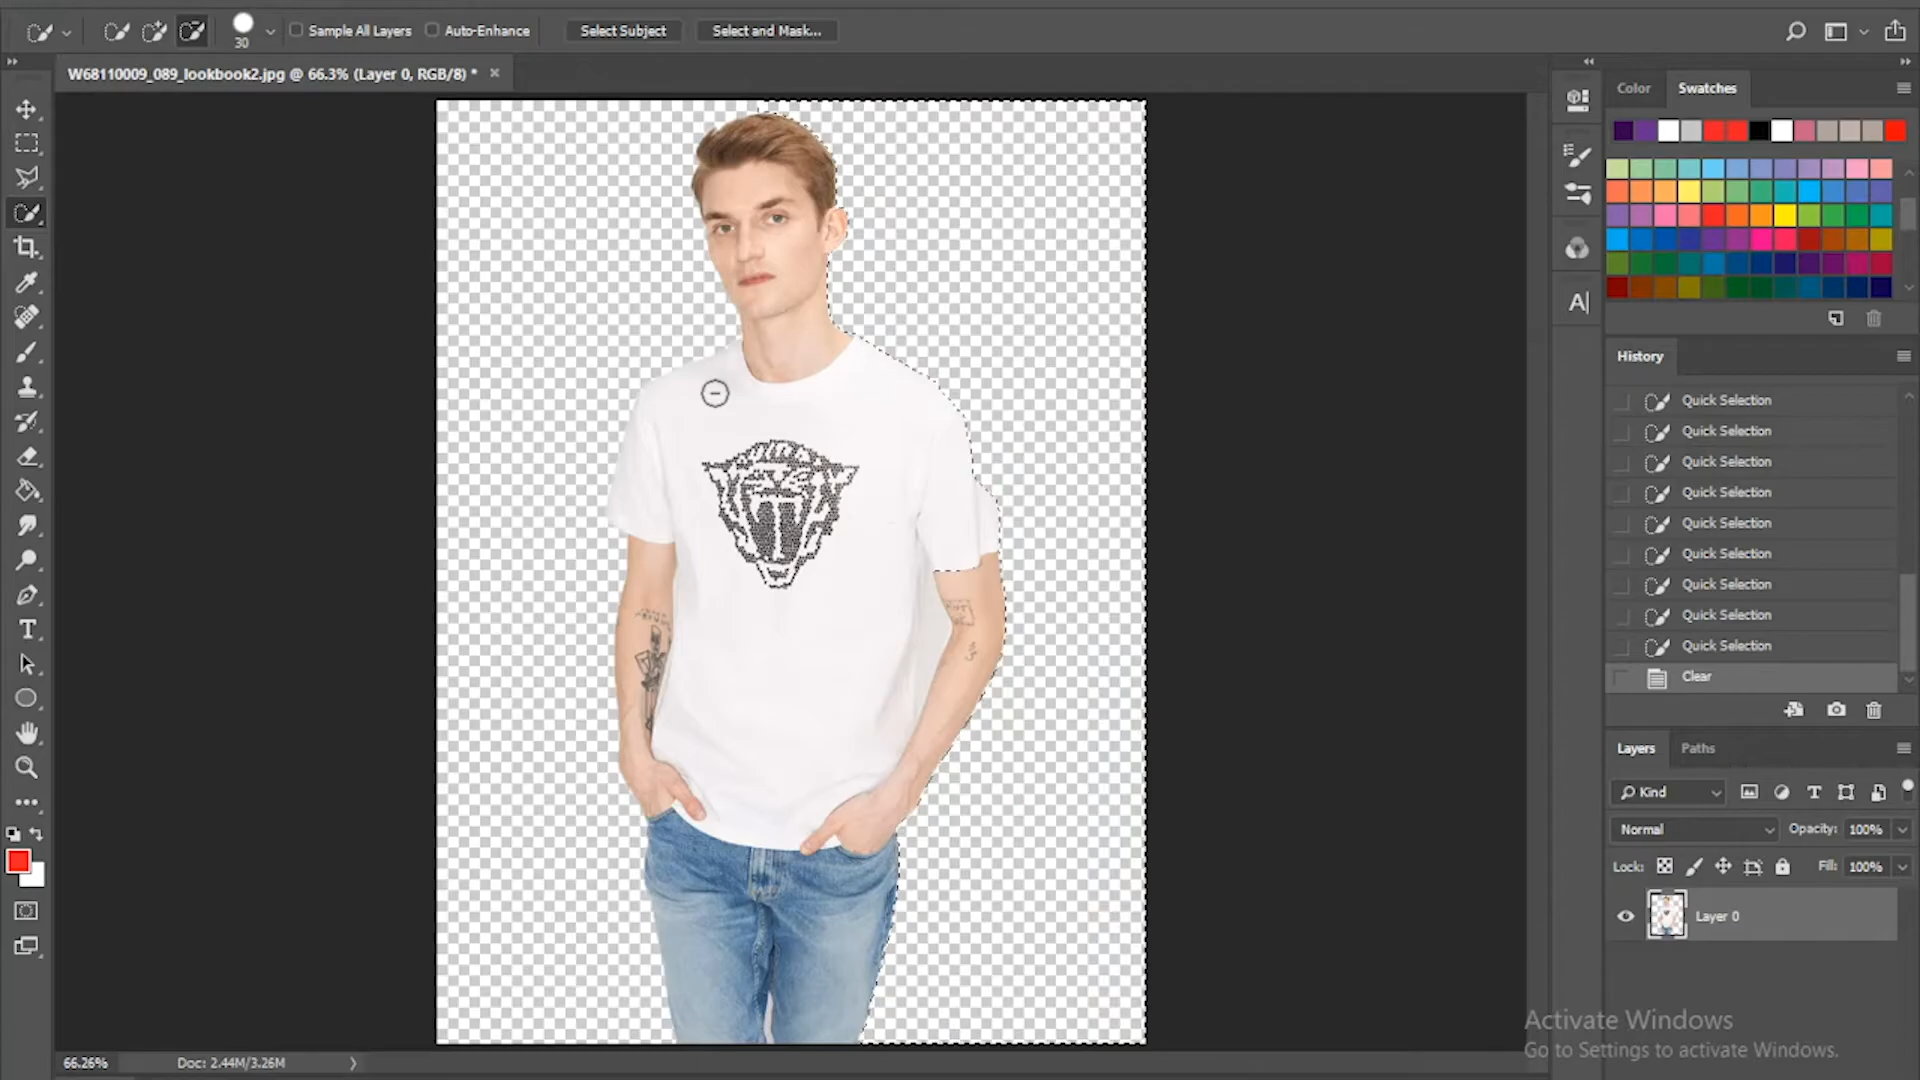 30
Sample All Layers
Auto-Enhance
Select Subject
Select and Mask...
W68110009_089_lookbook2.jpg @ 66.3% (Layer 0, RGB/8) *
Color
Swatches
A
History
Quick Selection
Quick Selection
Quick Selection
Quick Selection
Quick Selection
Quick Selection
Quick Selection
Quick Selection
Quick Selection
Clear
Layers
Paths
Kind
Normal
Opacity: 100%
Lock:
Fill: 100%
Layer 0
Activate Windows
Go to Settings to activate Windows.
66.26%
Doc: 2.44M/3.26M